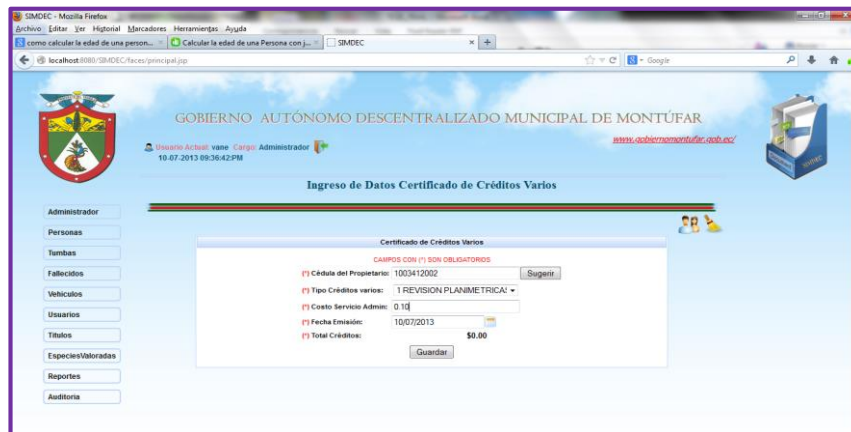 SIMDEC - Mozilla Firefox
Archivo Editar Ver Historial Marcadores Herramientas Ayuda
como calcular la edad de una person... × Calcular la edad de una Persona con j... × SIMDEC × +
localhost:8080/SIMDEC/faces/principal.jsp Google
GOBIERNO AUTÓNOMO DESCENTRALIZADO MUNICIPAL DE MONTÚFAR
Usuario Actual: vane Cargo: Administrador
www.gobiernomontufar.gob.ec/
10-07-2013 09:36:42:PM
Ingreso de Datos Certificado de Créditos Varios
Administrador
Personas
Tumbas
Fallecidos
Vehiculos
Usuarios
Titulos
EspeciesValoradas
Reportes
Auditoria
Certificado de Créditos Varios
CAMPOS CON (*) SON OBLIGATORIOS
(*) Cédula del Propietario: 1003412002 Sugerir
(*) Tipo Créditos varios: 1 REVISION PLANIMETRICA
(*) Costo Servicio Admin: 0.10
(*) Fecha Emisión: 10/07/2013
(*) Total Créditos: $0.00
Guardar